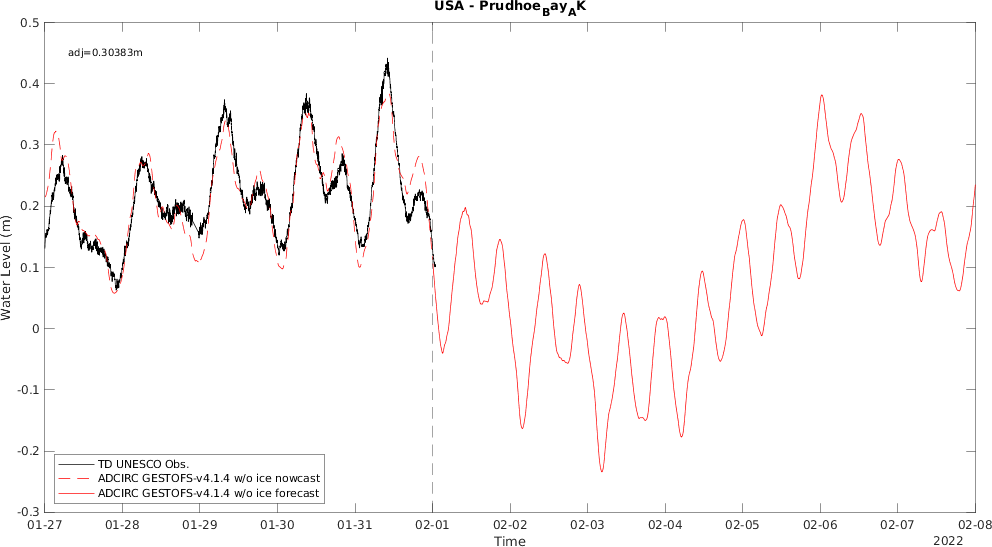 USA - PrudhoeBayAK
adj=0.30383m
0.5
0.4
0.3
0.2
0.1
0
-0.1
-0.2
-0.3
Water Level (m)
TD UNESCO Obs.
ADCIRC GESTOFS-v4.1.4 w/o ice nowcast
ADCIRC GESTOFS-v4.1.4 w/o ice forecast
01-27 01-28 01-29 01-30 01-31 02-01 02-02 02-03 02-04 02-05 02-06 02-07 02-08
Time
2022